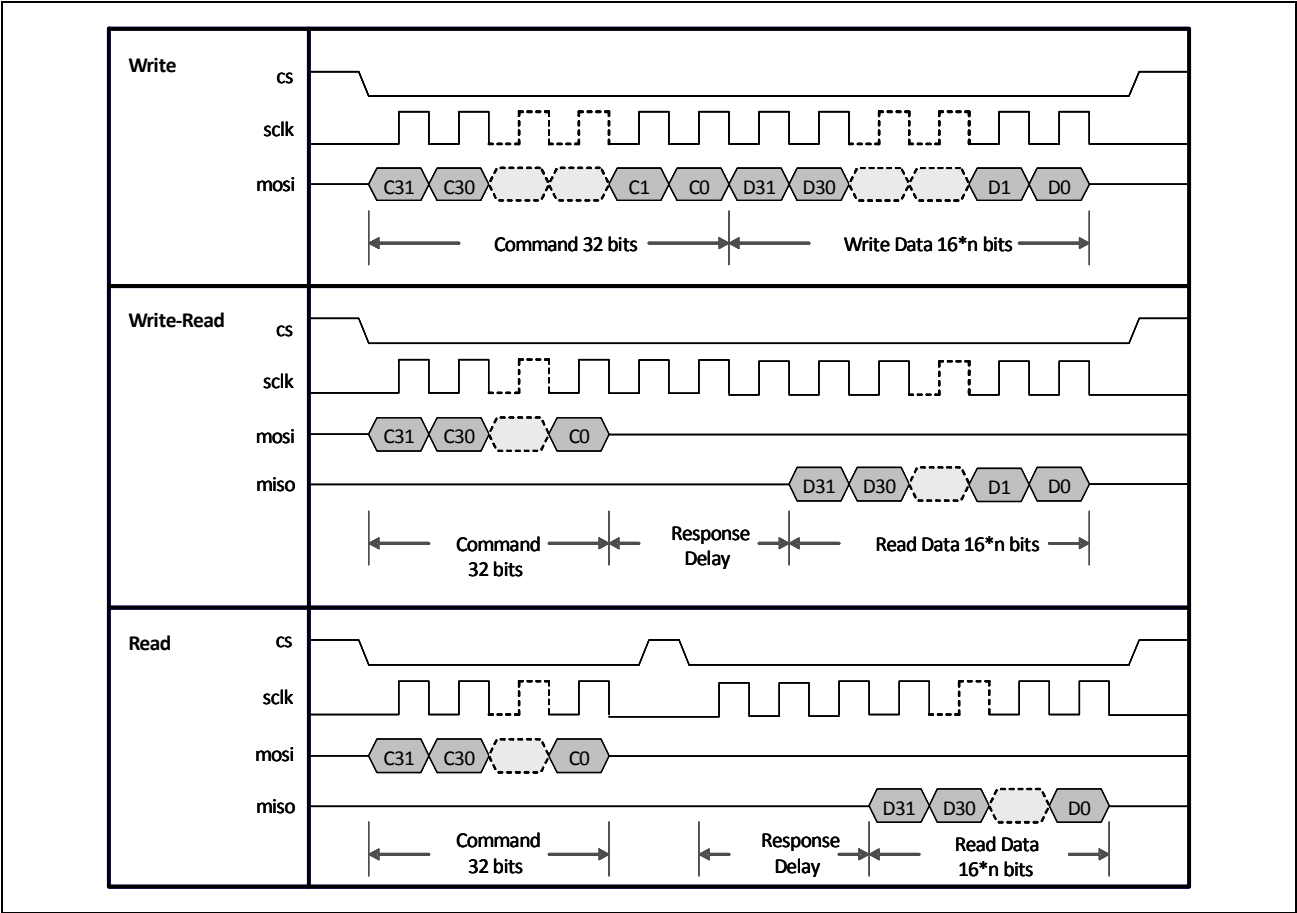 Write
cs
sclk
mosi
C31 C30 C1 C0 D31 D30 D1 D0
Command 32 bits
Write Data 16*n bits
Write-Read
cs
sclk
mosi
C31 C30 C0
miso
D31 D30 D1 D0
Command
32 bits
Response
Delay
Read Data 16*n bits
Read
cs
sclk
mosi
C31 C30 C0
miso
D31 D30 D0
Command
32 bits
Response
Delay
Read Data
16*n bits